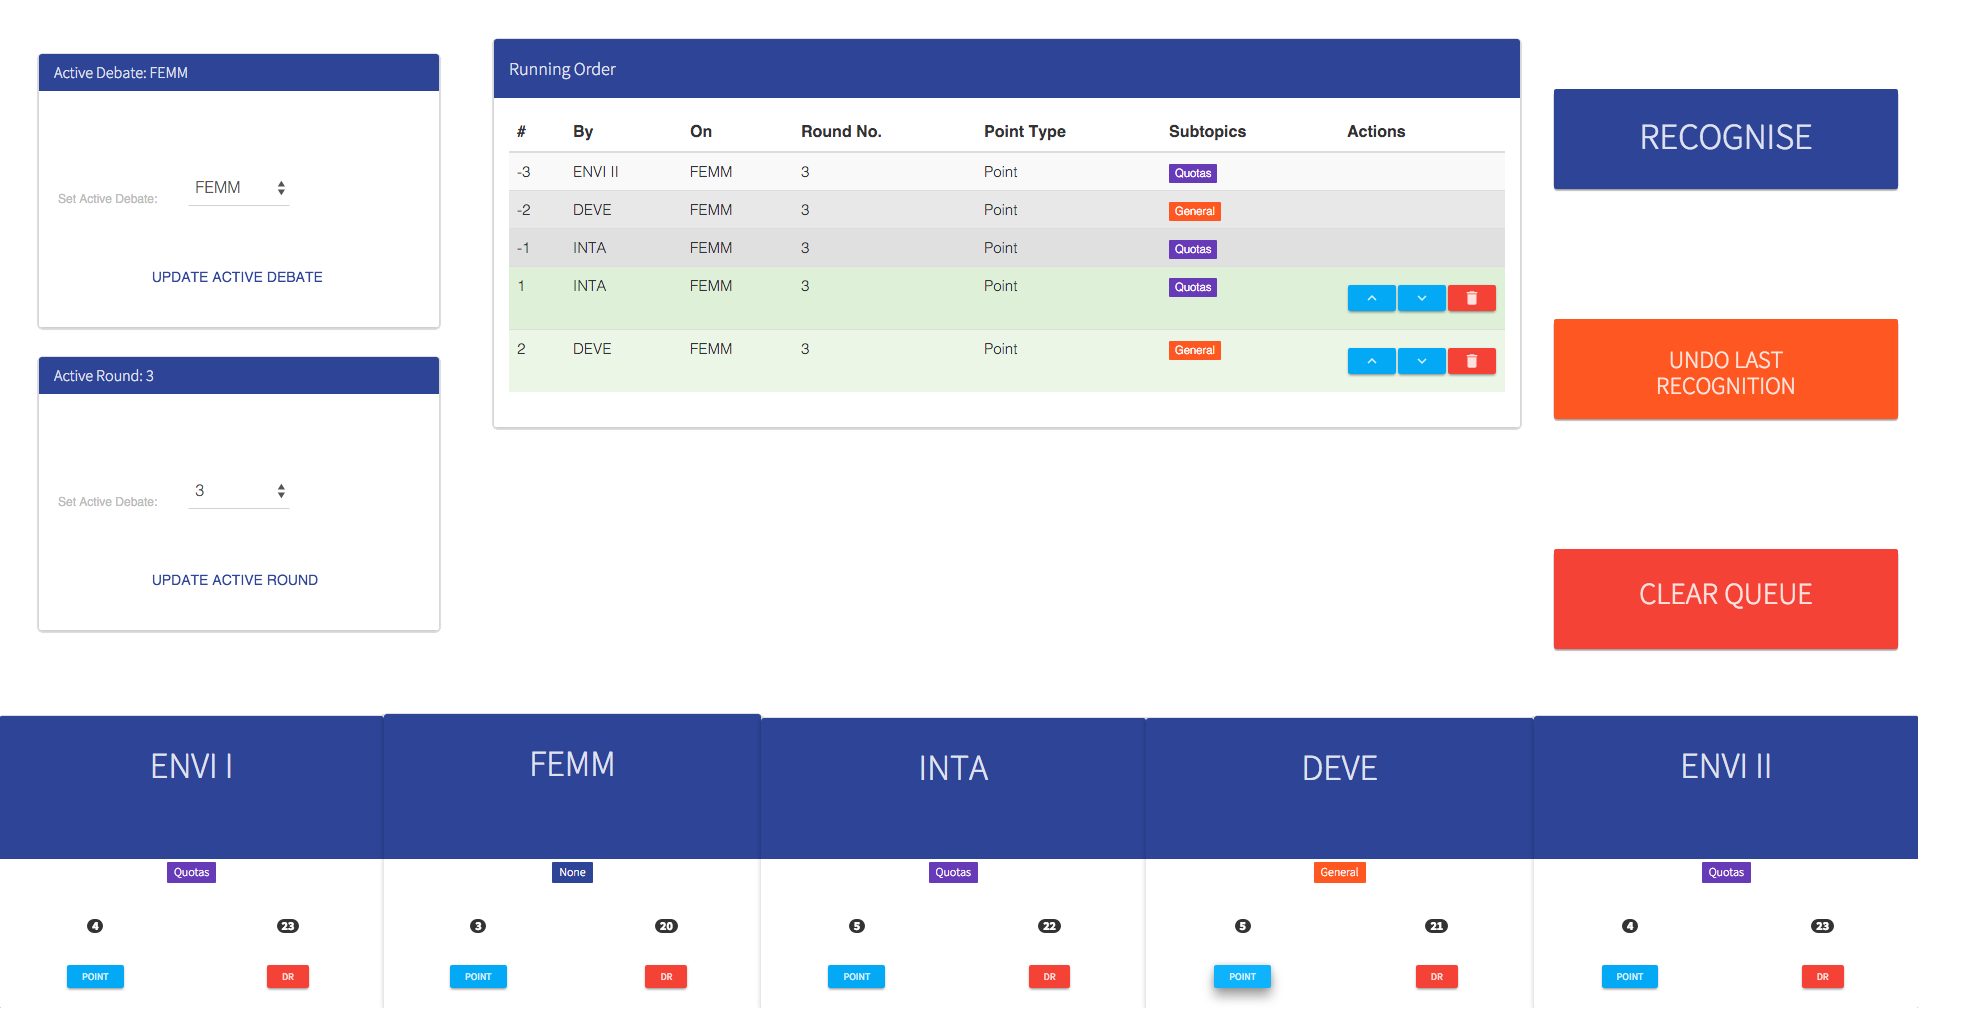 Active Debate: FEMM
Set Active Debate:
FEMM
UPDATE ACTIVE DEBATE
Active Round: 3
Set Active Debate:
3
UPDATE ACTIVE ROUND
Running Order
# By On Round No. Point Type Subtopics Actions
-3 ENVI II FEMM 3 Point Quotas
-2 DEVE FEMM 3 Point General
-1 INTA FEMM 3 Point Quotas
1 INTA FEMM 3 Point Quotas
2 DEVE FEMM 3 Point General
RECOGNISE
UNDO LAST
RECOGNITION
CLEAR QUEUE
ENVI I
Quotas
4 23
POINT DR
FEMM
None
3 20
POINT DR
INTA
Quotas
5 22
POINT DR
DEVE
General
5 21
POINT DR
ENVI II
Quotas
4 23
POINT DR